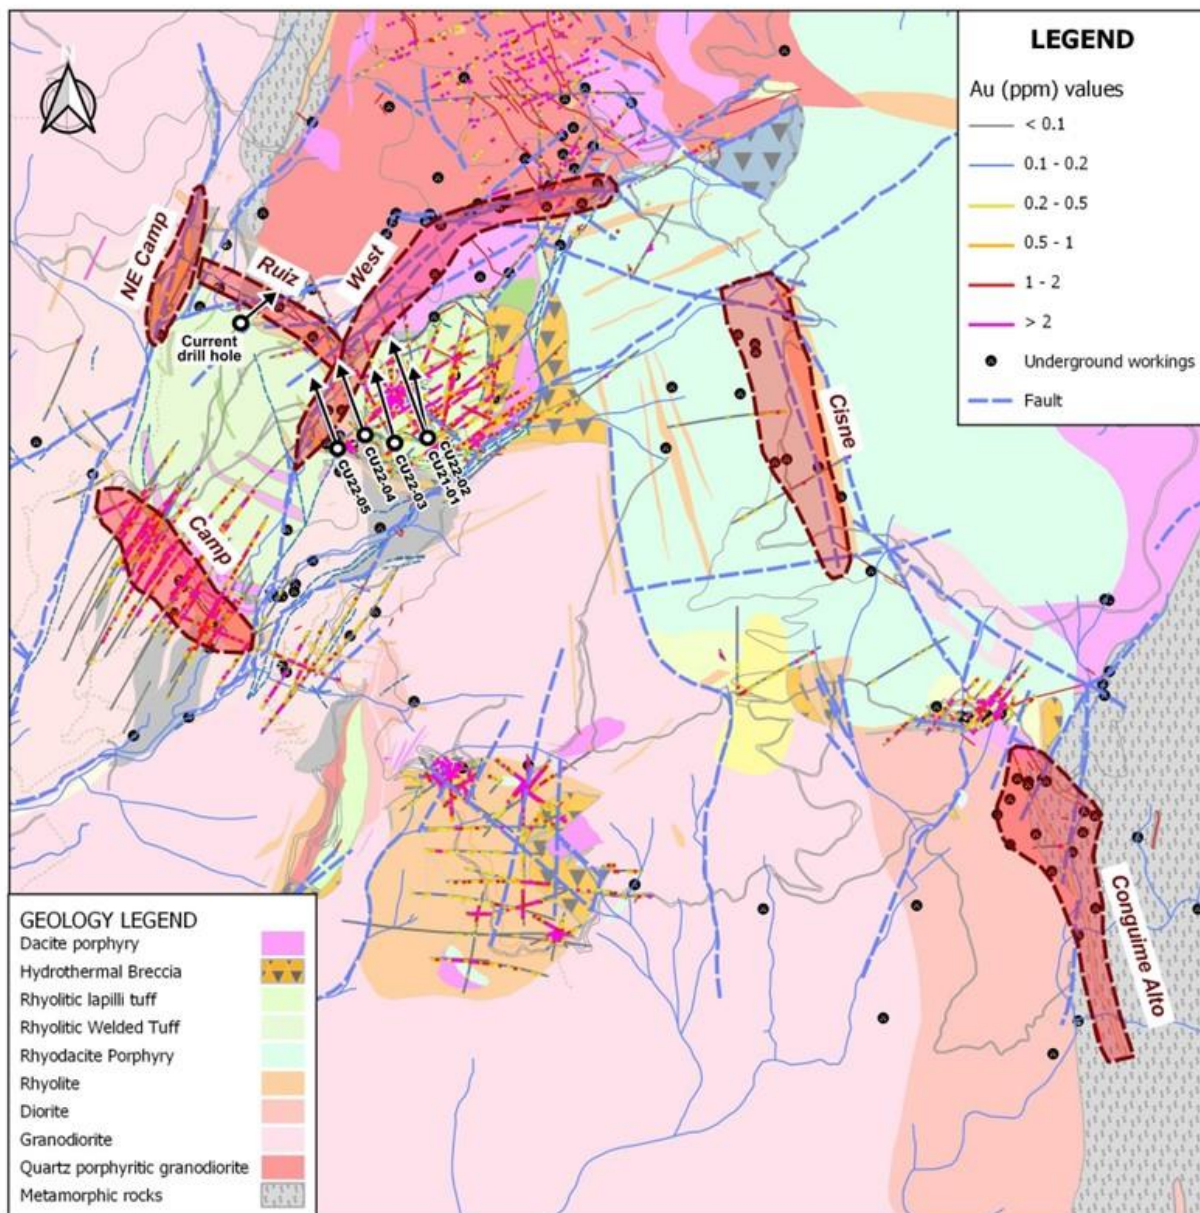 LEGEND
Au (ppm) values
< 0.1
0.1 - 0.2
0.2 - 0.5
0.5 - 1
1 - 2
> 2
Underground workings
Fault
NE Camp
Ruiz
West
Current
drill hole
Cisne
CU22-05
CU22-04
CU22-03
CU21-01
CU22-02
Camp
Conguime Alto
GEOLOGY LEGEND
Dacite porphyry
Hydrothermal Breccia
Rhyolitic lapilli tuff
Rhyolitic Welded Tuff
Rhyodacite Porphyry
Rhyolite
Diorite
Granodiorite
Quartz porphyritic granodiorite
Metamorphic rocks